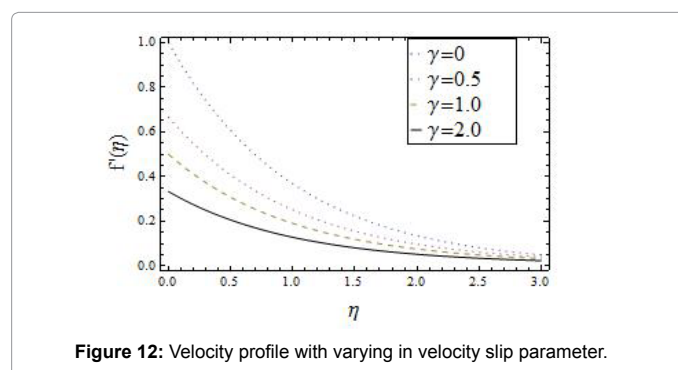 1.0
0.8
0.6
0.4
0.2
0.0
f'(η)
γ=0
γ=0.5
γ=1.0
γ=2.0
0.0 0.5 1.0 1.5 2.0 2.5 3.0
η
Figure 12: Velocity profile with varying in velocity slip parameter.